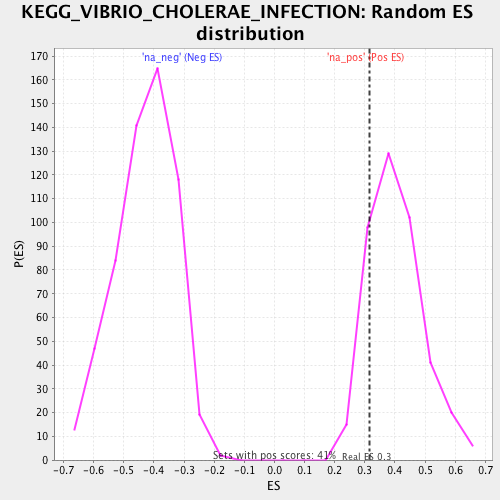 KEGG_VIBRIO_CHOLERAE_INFECTION: Random ES
distribution
'na_neg' (Neg ES)
'na_pos' (Pos ES)
170
160
150
140
130
120
110
100
90
80
70
60
50
40
30
20
10
0
P(ES)
Sets with pos scores: 41%
Real ES 0.3
-0.7 -0.6 -0.5 -0.4 -0.3 -0.2 -0.1 0.0 0.1 0.2 0.3 0.4 0.5 0.6 0.7
ES